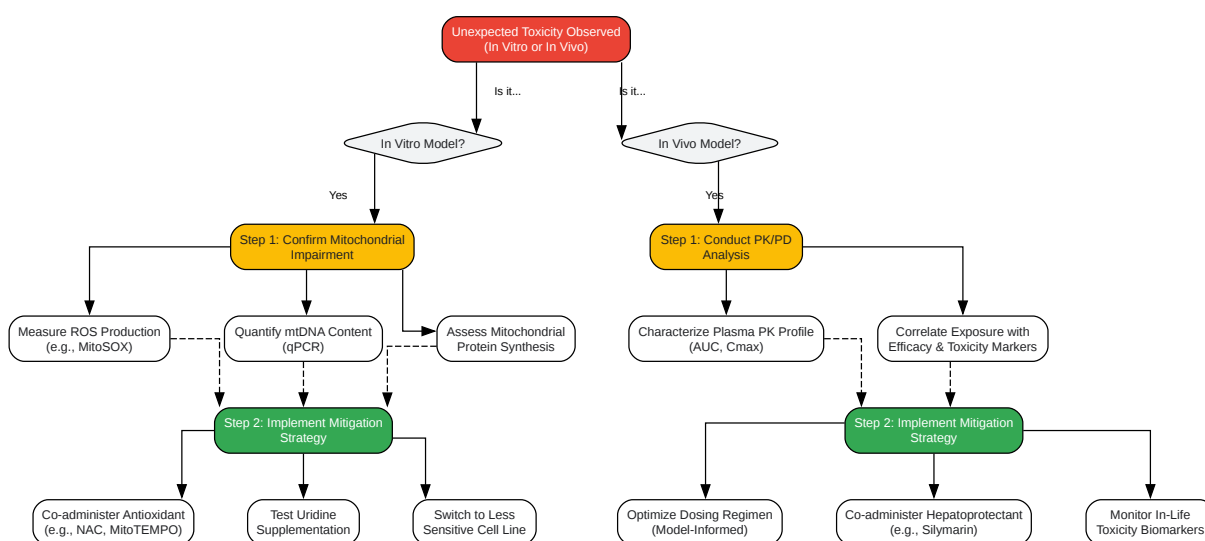 Unexpected Toxicity Observed
(In Vitro or In Vivo)
Is it...
Is it...
In Vitro Model?
In Vivo Model?
Yes
Yes
Step 1: Confirm Mitochondrial
Impairment
Step 1: Conduct PK/PD
Analysis
Measure ROS Production
(e.g., MitoSOX)
Quantify mtDNA Content
(qPCR)
Assess Mitochondrial
Protein Synthesis
Characterize Plasma PK Profile
(AUC, Cmax)
Correlate Exposure with
Efficacy & Toxicity Markers
Step 2: Implement Mitigation
Strategy
Step 2: Implement Mitigation
Strategy
Co-administer Antioxidant
(e.g., NAC, MitoTEMPO)
Test Uridine
Supplementation
Switch to Less
Sensitive Cell Line
Optimize Dosing Regimen
(Model-Informed)
Co-administer Hepatoprotectant
(e.g., Silymarin)
Monitor In-Life
Toxicity Biomarkers